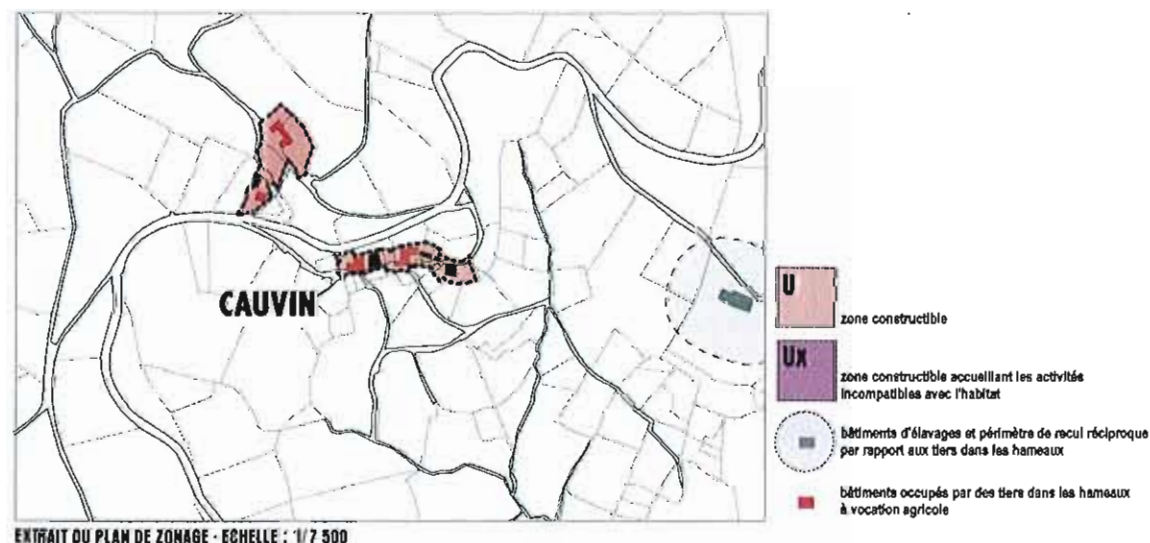 CAUVIN
U
zone constructible
Ux
zone constructible accueillant les activités
incompatibles avec l'habitat
bâtiments d'élavages et périmètre de recul réciproque
par rapport aux tiers dans les hameaux
bâtiments occupés par des tiers dans les hameaux
à vocation agricole
EXTRAIT DU PLAN DE ZONAGE - ECHELLE : 1/7 500